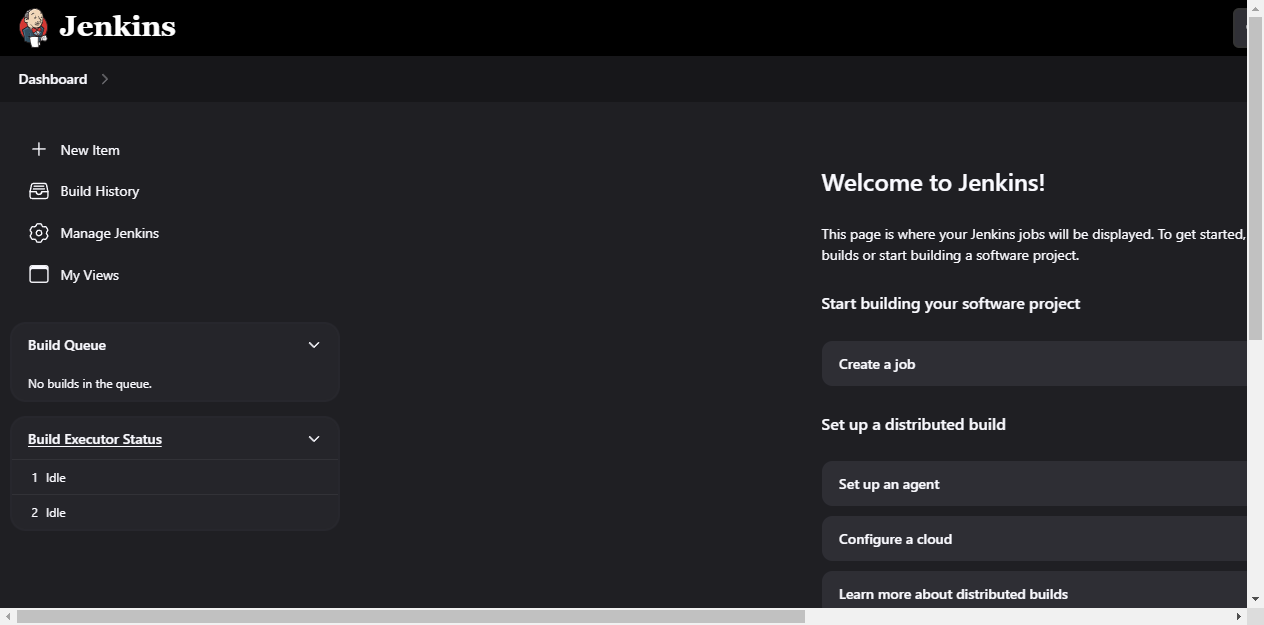 Jenkins
Dashboard
New Item
Build History
Manage Jenkins
My Views
Build Queue
No builds in the queue.
Build Executor Status
1 Idle
2 Idle
Welcome to Jenkins!
This page is where your Jenkins jobs will be displayed. To get started,
builds or start building a software project.
Start building your software project
Create a job
Set up a distributed build
Set up an agent
Configure a cloud
Learn more about distributed builds